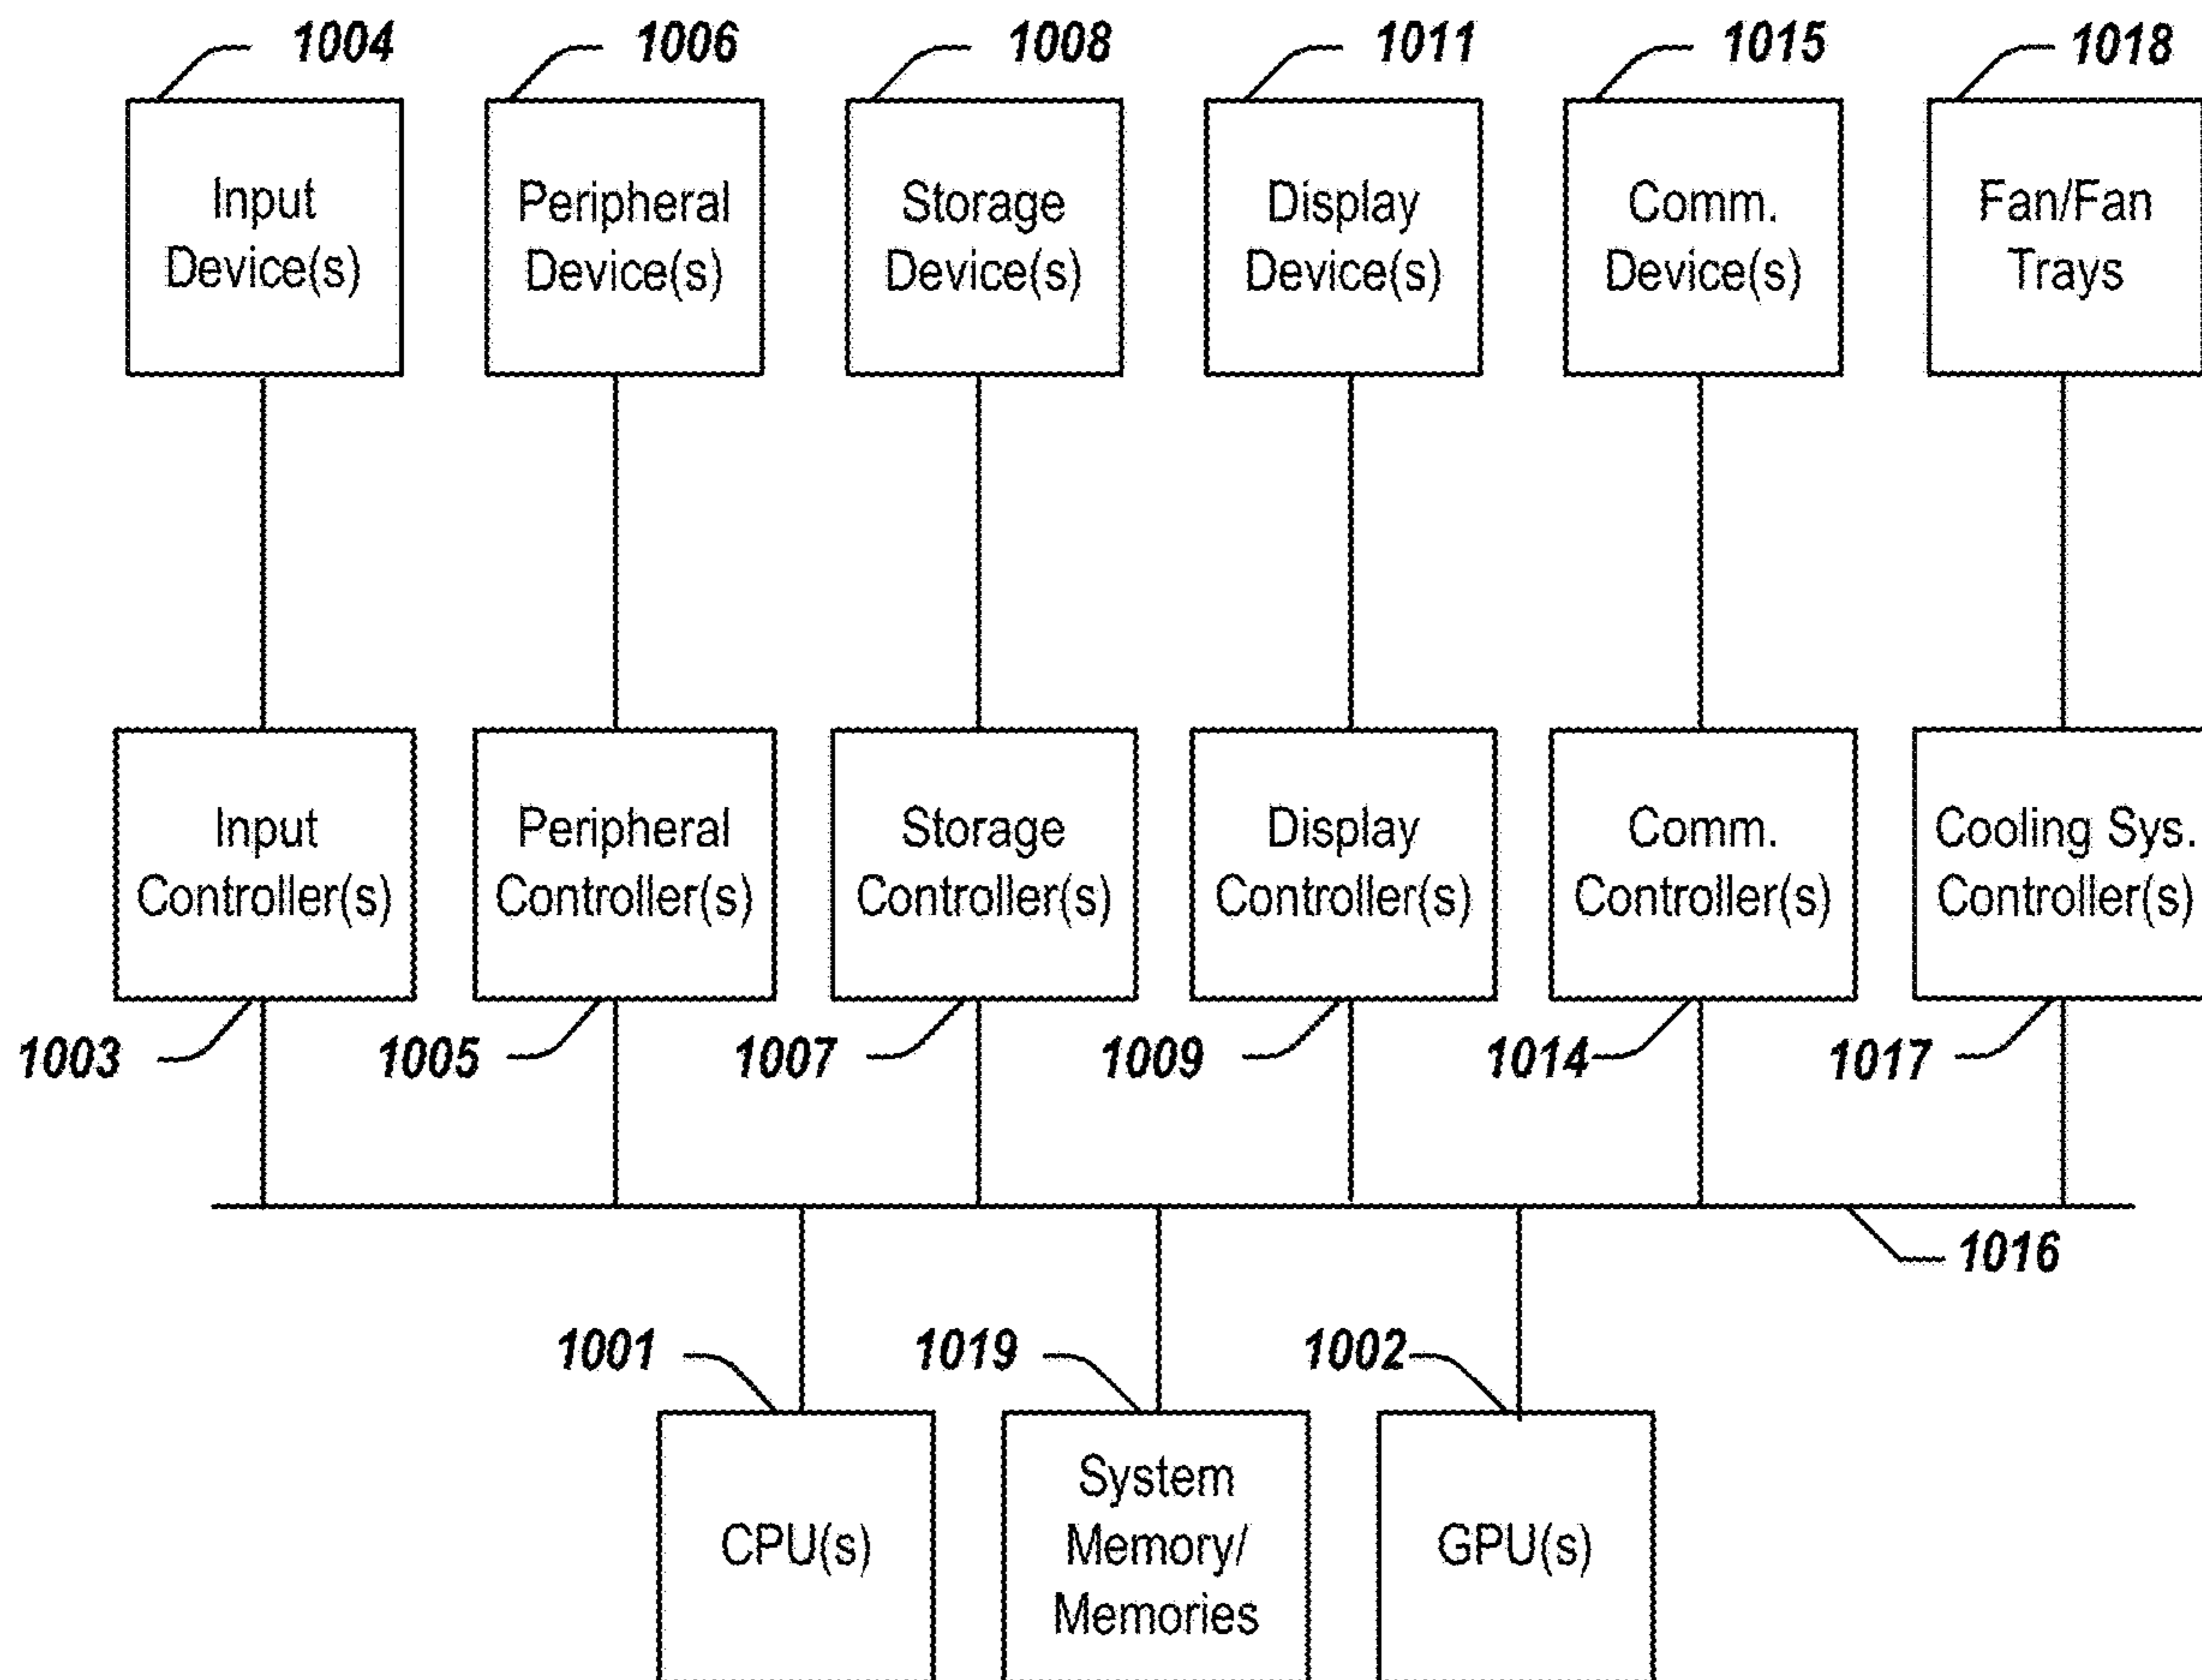 1004
1006
1008
1011
1015
1018
Input
Device(s)
Peripheral
Device(s)
Storage
Device(s)
Display
Device(s)
Comm.
Device(s)
Fan/Fan
Trays
Input
Controller(s)
Peripheral
Controller(s)
Storage
Controller(s)
Display
Controller(s)
Comm.
Controller(s)
Cooling Sys.
Controller(s)
1003
1005
1007
1009
1014
1017
1016
1001
1019
1002
CPU(s)
System
Memory/
Memories
GPU(s)